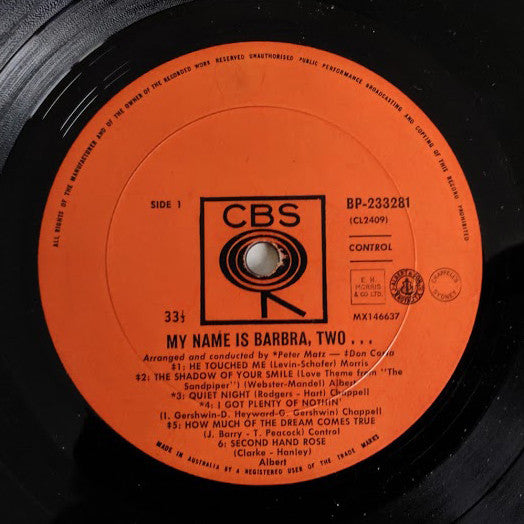 ALL RIGHTS OF THE MANUFACTURER AND OF THE OWNER OF THE RECORDED WORK RESERVED UNAUTHORISED PUBLIC PERFORMANCE BROADCASTING AND COPYING OF THIS RECORD PROHIBITED
SIDE 1
CBS
BP-233281
(CL2409)
CONTROL
E. H.
MORRIS
& CO LTD.
CHAPPELL'S
SYDNEY
33⅓
MX146637
MY NAME IS BARBRA, TWO . . .
Arranged and conducted by *Peter Matz — ‡Don Costa
‡1: HE TOUCHED ME (Levin-Schafer) Morris
‡2: THE SHADOW OF YOUR SMILE (Love Theme from "The
Sandpiper") (Webster-Mandel) Albert
*3: QUIET NIGHT (Rodgers - Hart) Chappell
*4: I GOT PLENTY OF NOTHIN'
(I. Gershwin-D. Heyward-G. Gershwin) Chappell
‡5: HOW MUCH OF THE DREAM COMES TRUE
(J. Barry - T. Peacock) Control
6: SECOND HAND ROSE
(Clarke - Hanley)
Albert
MADE IN AUSTRALIA BY A REGISTERED USER OF THE TRADE MARKS